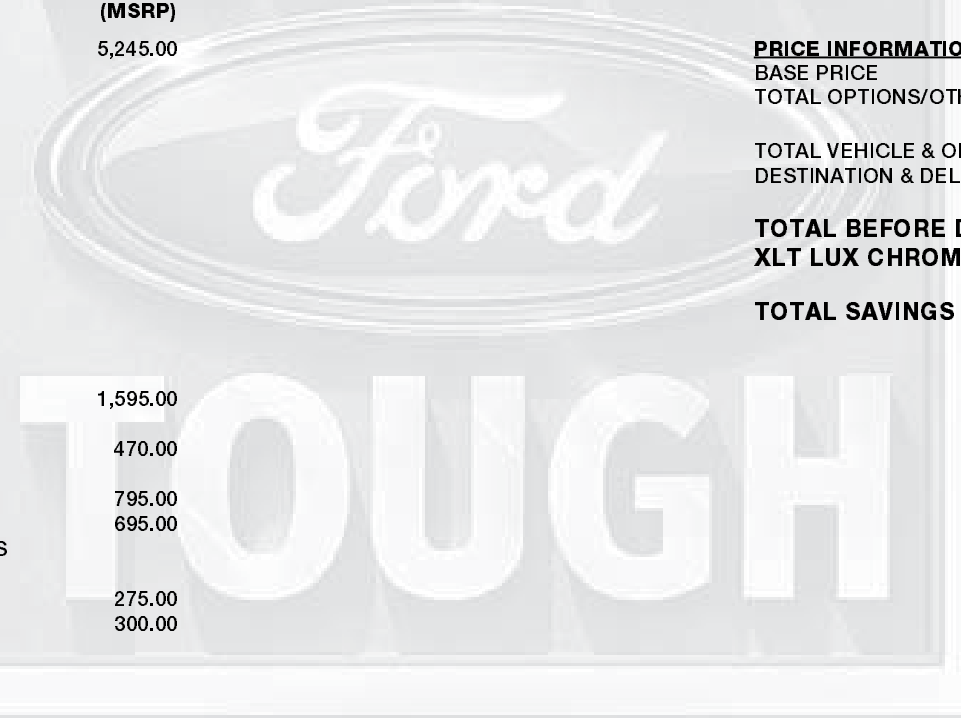 (MSRP)
5,245.00
PRICE INFORMATIO
BASE PRICE
TOTAL OPTIONS/OTH
TOTAL VEHICLE & O
DESTINATION & DEL
TOTAL BEFORE D
XLT LUX CHROM
TOTAL SAVINGS
Ford
TOUGH
1,595.00
470.00
795.00
695.00
S
275.00
300.00